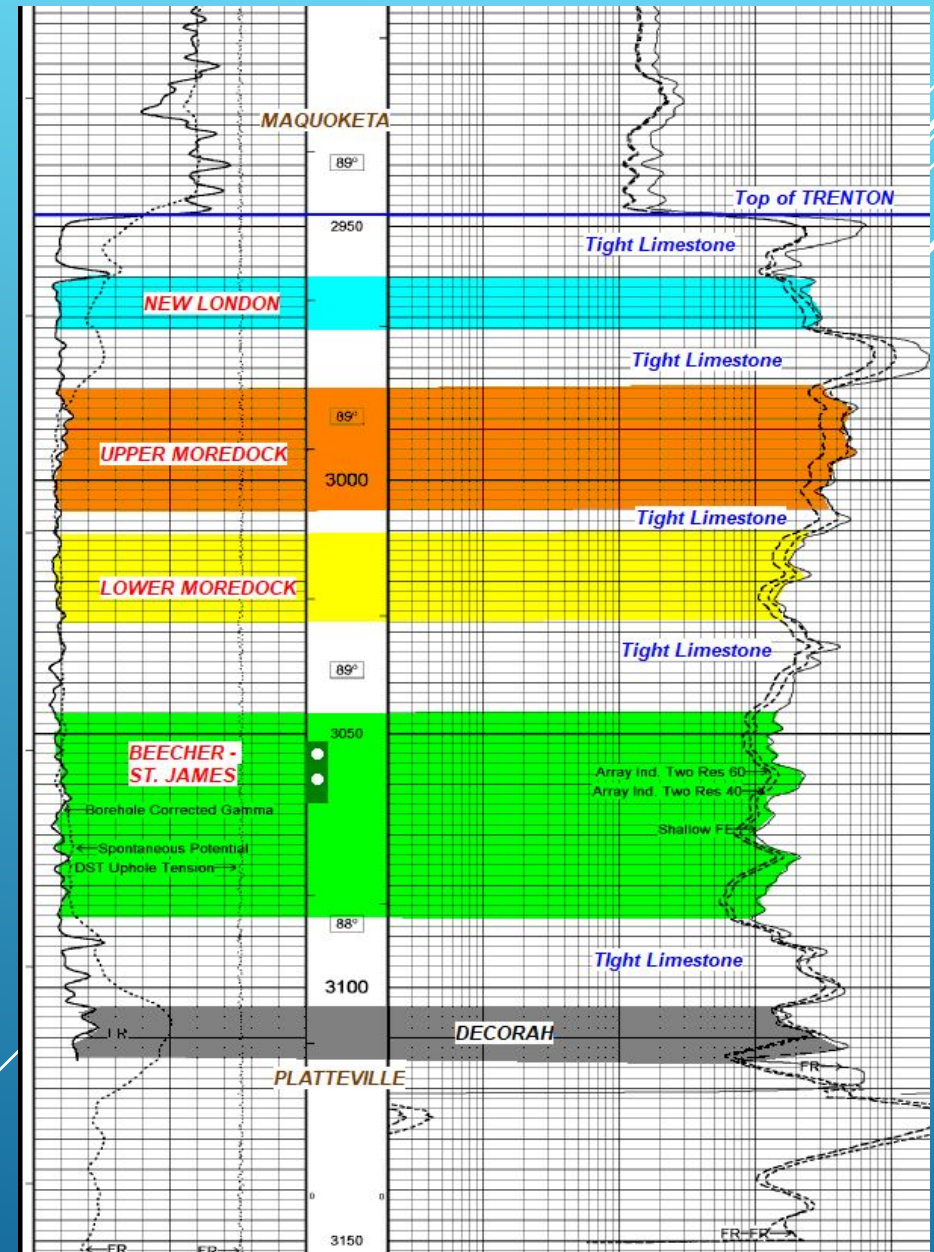 MAQUOKETA
89°
Top of TRENTON
2950
Tight Limestone
NEW LONDON
Tight Limestone
89°
UPPER MOREDOCK
3000
Tight Limestone
LOWER MOREDOCK
Tight Limestone
89°
3050
BEECHER -
ST. JAMES
Array Ind. Two Res 60
Array Ind. Two Res 40
Borehole Corrected Gamma
Shallow FE
Spontaneous Potential
DST Uphole Tension
88°
TIght Limestone
3100
FR
DECORAH
FR
PLATTEVILLE
0
0
FR FR
3150
FR
FR